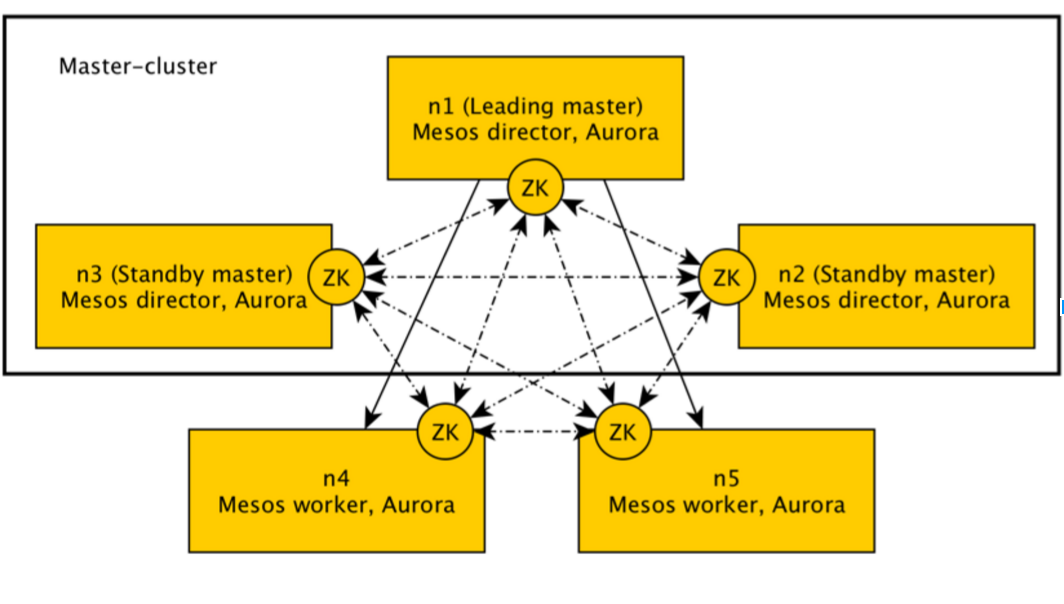 Master-cluster
n1 (Leading master)
Mesos director, Aurora
ZK
n3 (Standby master)
Mesos director, Aurora
ZK
ZK
n2 (Standby master)
Mesos director, Aurora
ZK
n4
Mesos worker, Aurora
ZK
n5
Mesos worker, Aurora